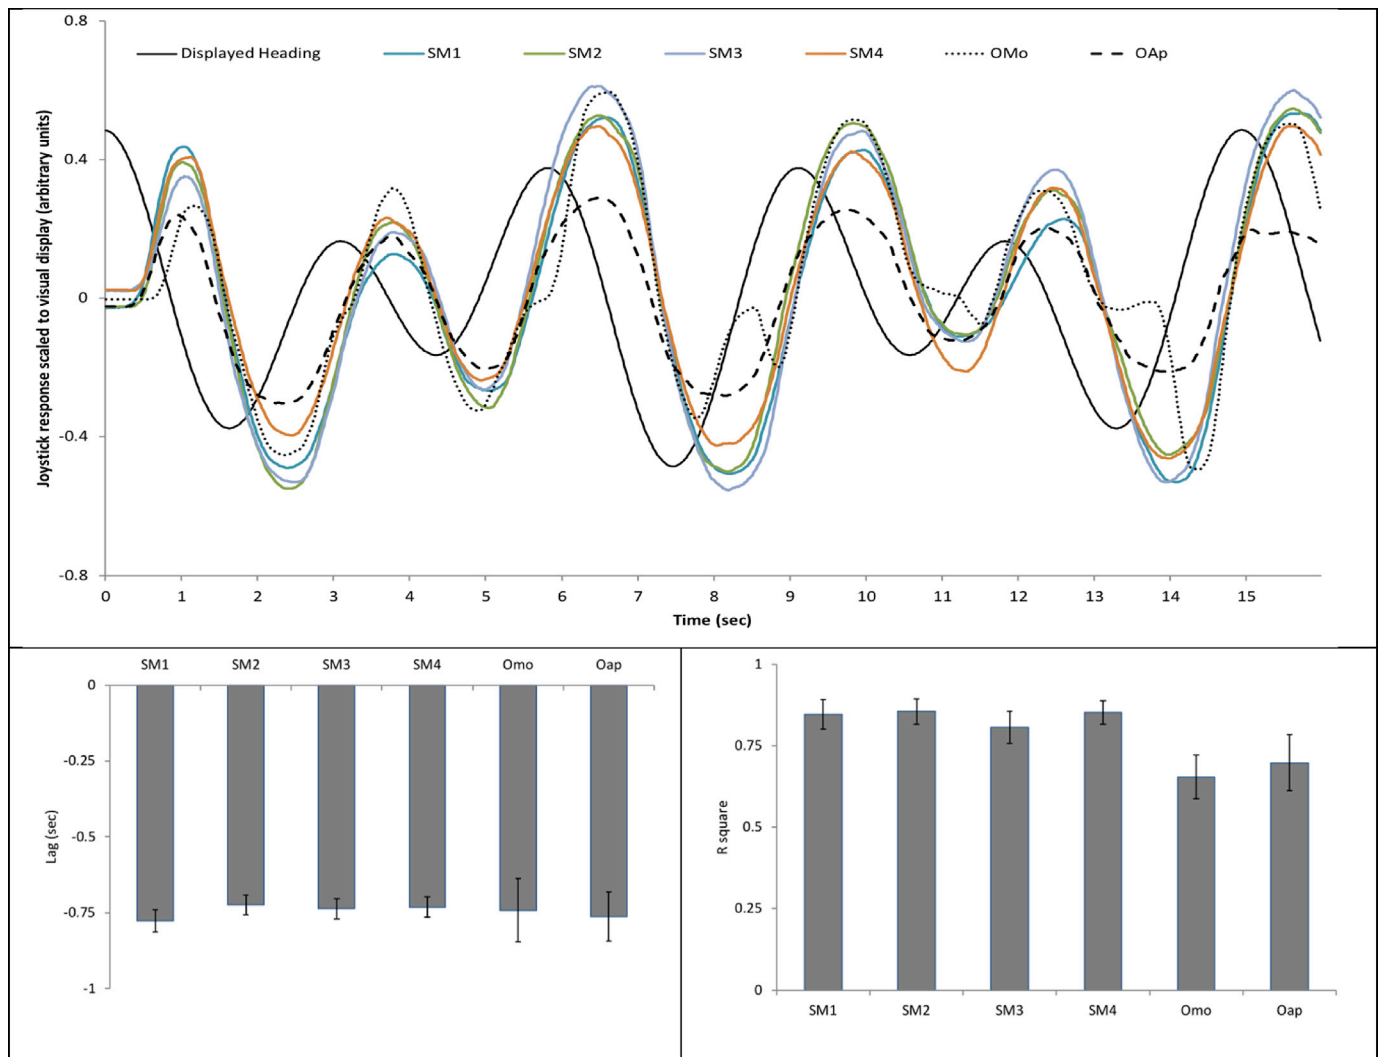 0.8
Displayed Heading SM1 SM2 SM3 SM4 OMo OAp
0.4
0
-0.4
-0.8
Joystick response scaled to visual display (arbitrary units)
0 1 2 3 4 5 6 7 8 9 10 11 12 13 14 15
Time (sec)
SM1 SM2 SM3 SM4 Omo Oap
0
-0.25
-0.5
-0.75
-1
Lag (sec)
1
0.75
0.5
0.25
0
R square
SM1 SM2 SM3 SM4 Omo Oap